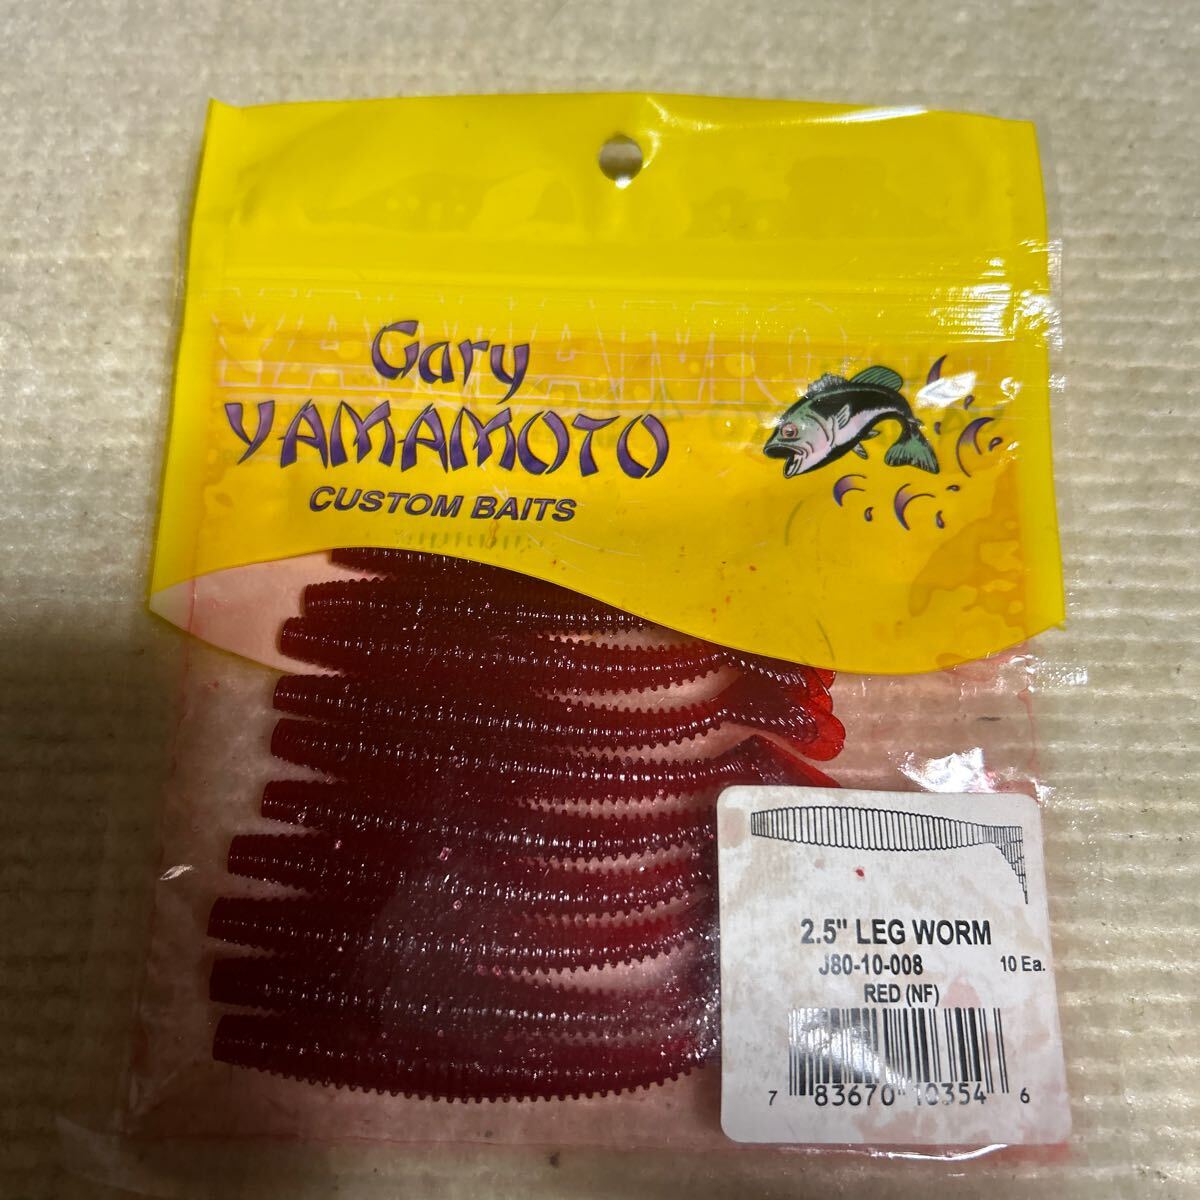 Gary
YAMAMOTO
CUSTOM BAITS
2.5" LEG WORM
J80-10-008 10 Ea.
RED (NF)
7 83670 10354 6